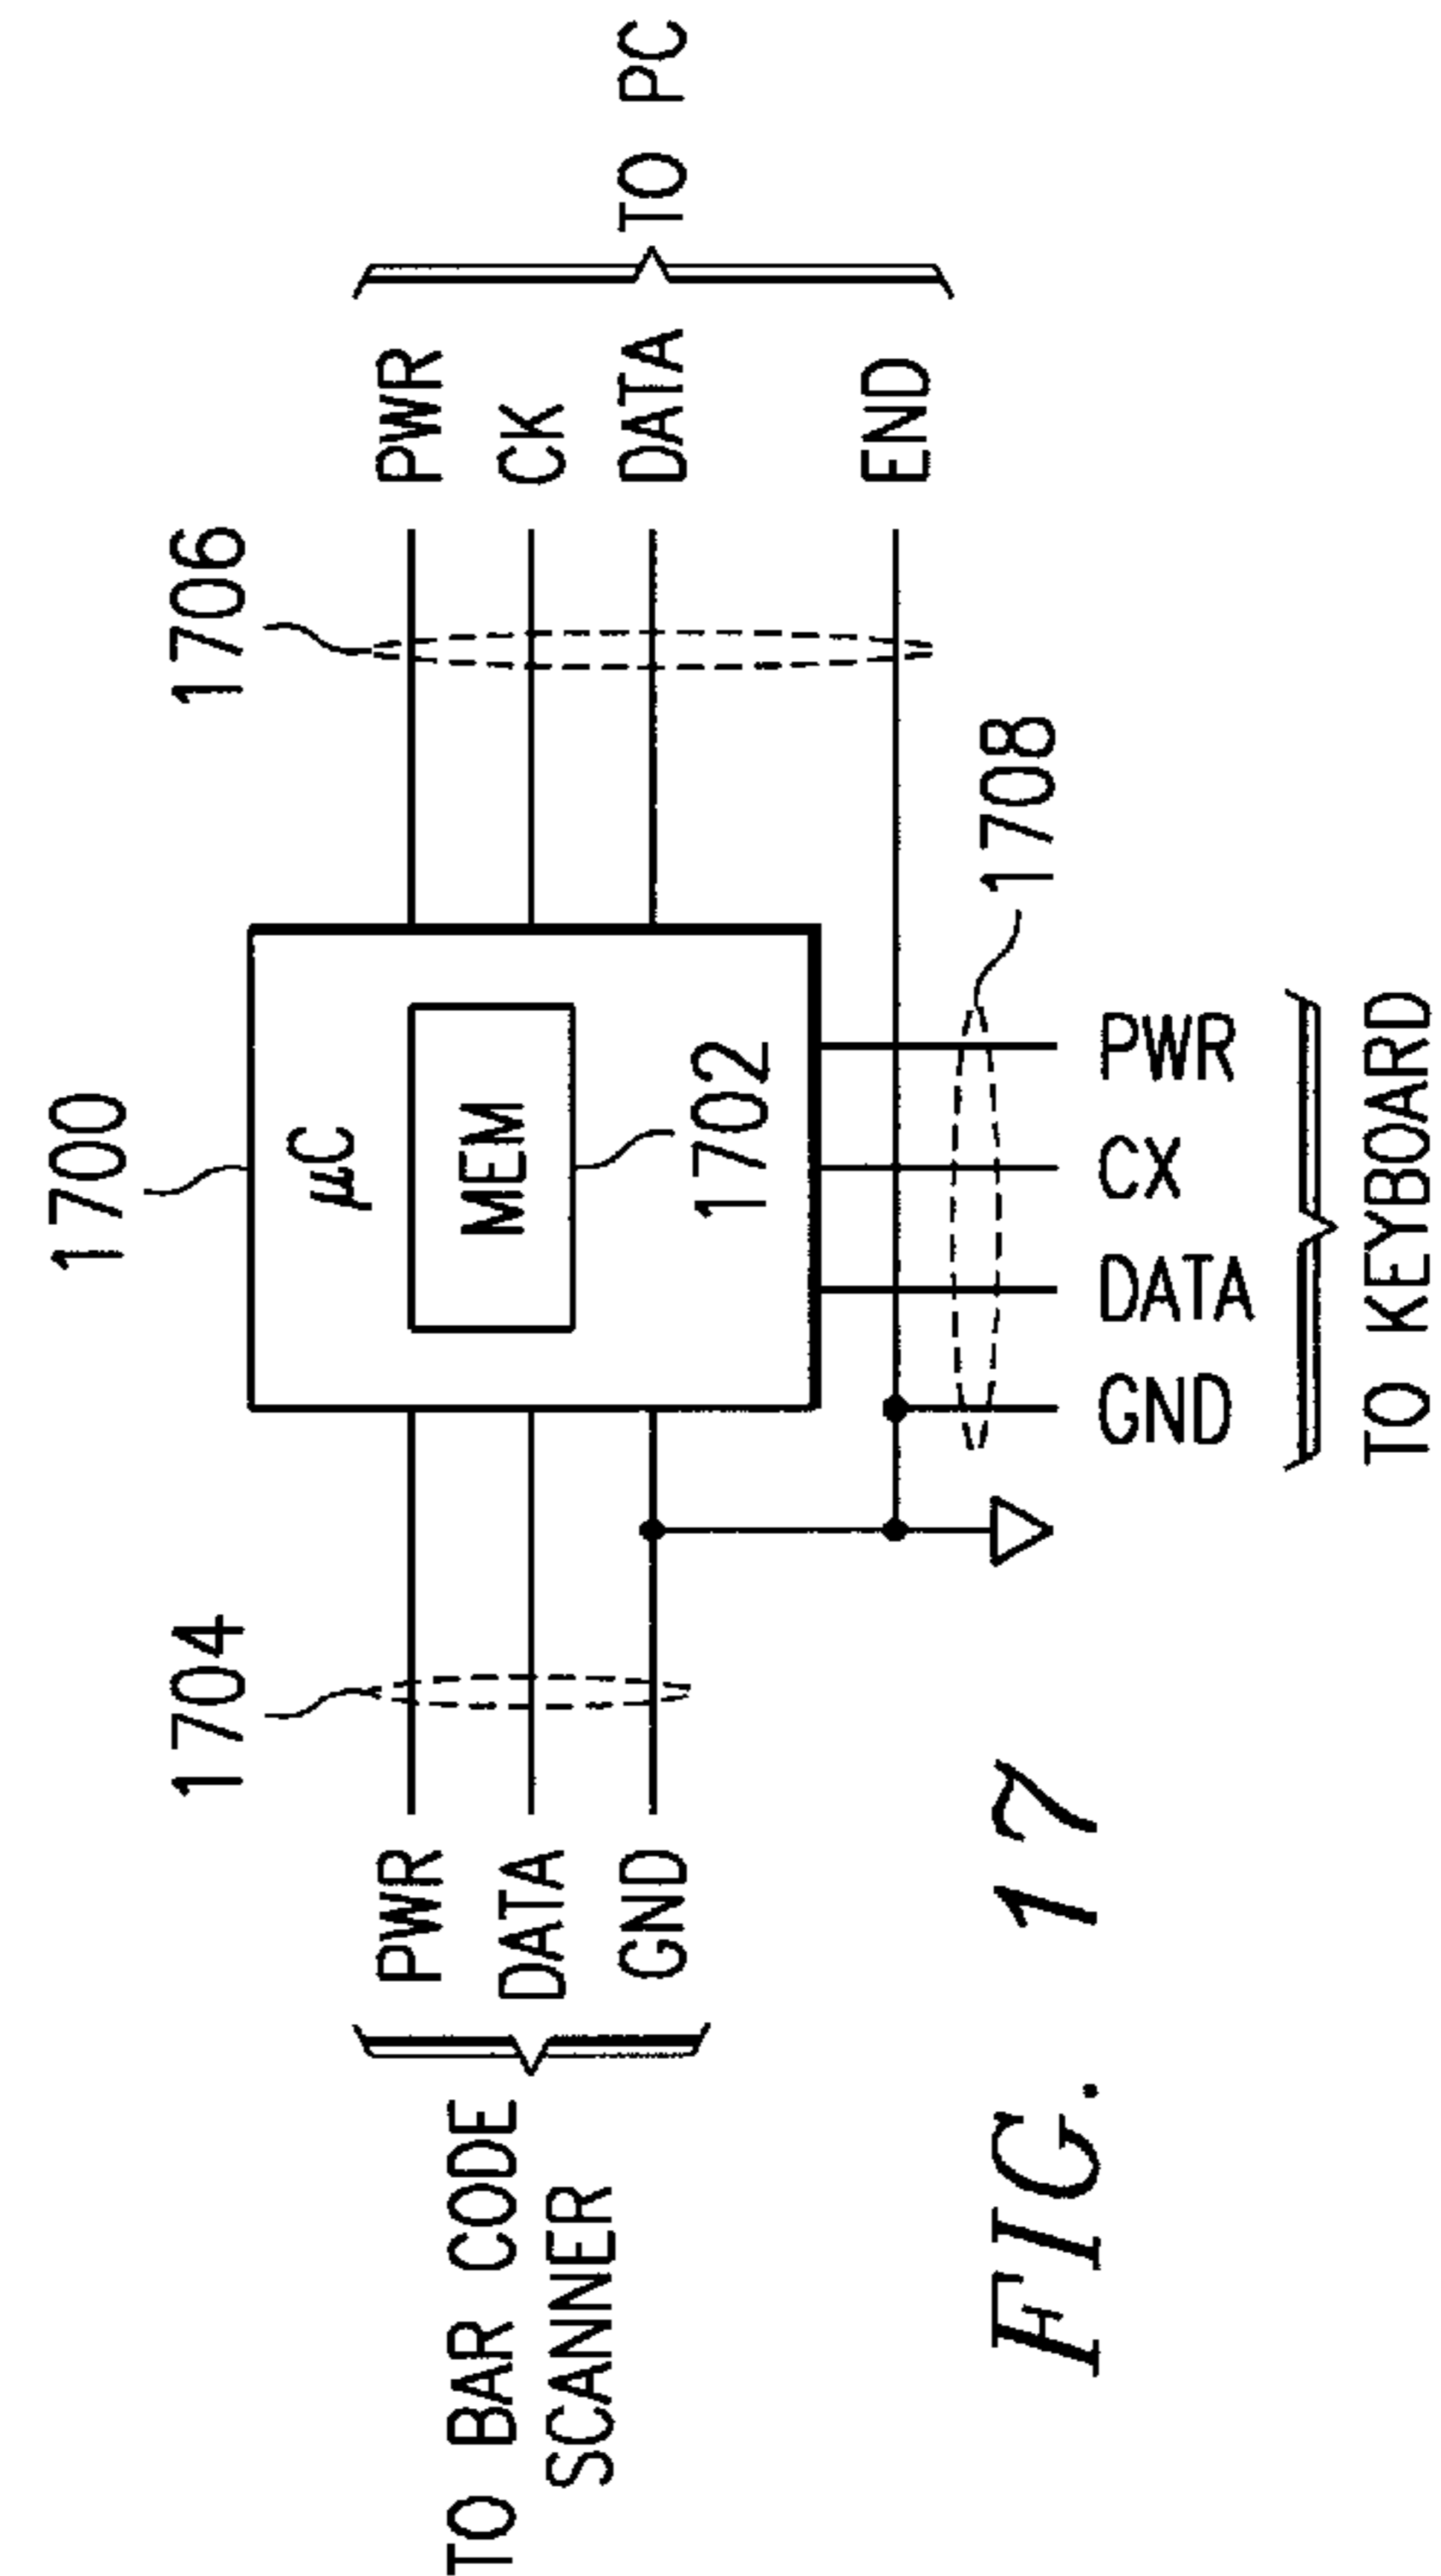 1700
1704
1706
µC
MEM
1702
PWR
DATA
GND
TO BAR CODE
SCANNER
PWR
CK
DATA
END
TO PC
1708
GND
DATA
CX
PWR
TO KEYBOARD
FIG. 17